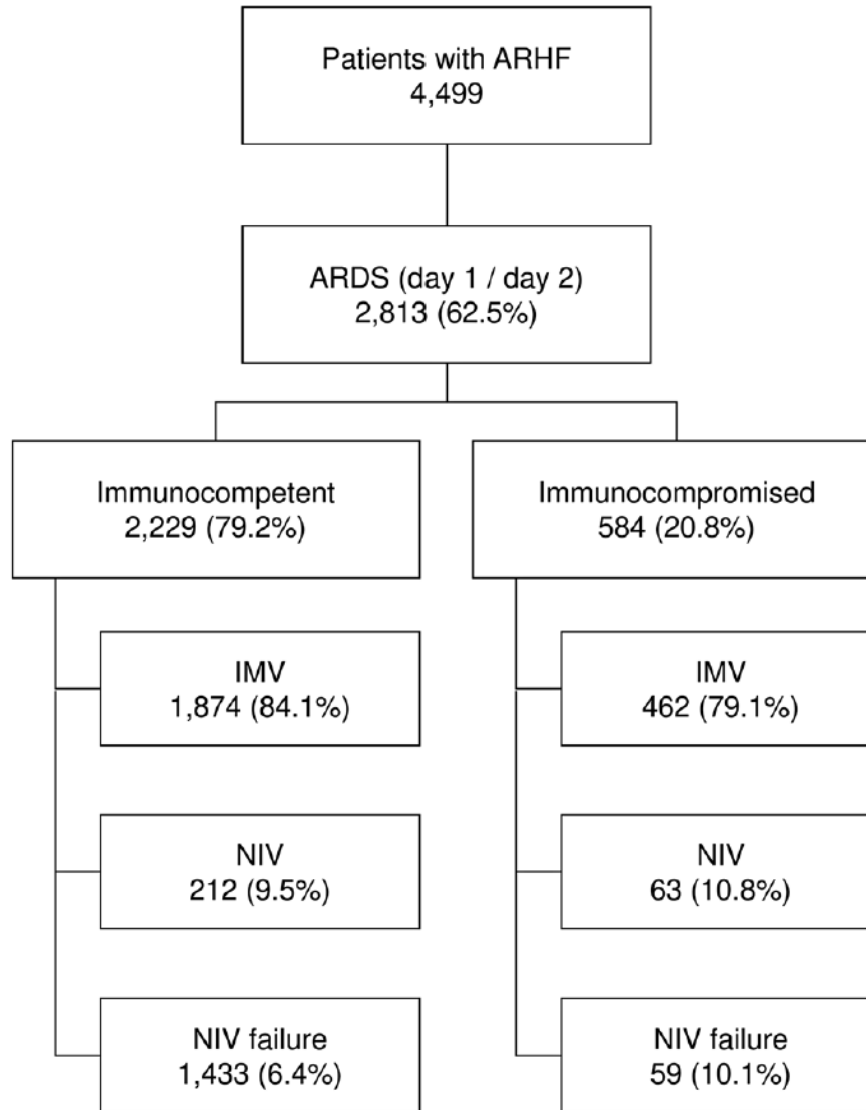 Patients with ARHF
4,499
ARDS (day 1 / day 2)
2,813 (62.5%)
Immunocompetent
2,229 (79.2%)
Immunocompromised
584 (20.8%)
IMV
1,874 (84.1%)
IMV
462 (79.1%)
NIV
212 (9.5%)
NIV
63 (10.8%)
NIV failure
1,433 (6.4%)
NIV failure
59 (10.1%)